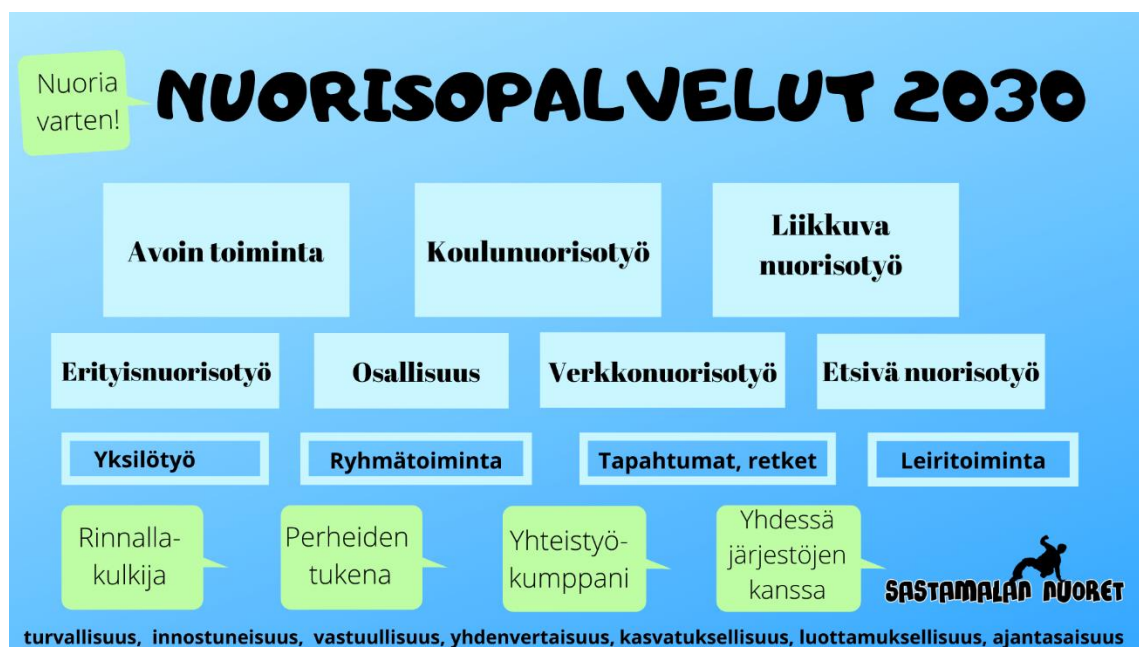 Nuoria
varten!
NUORISOPALVELUT 2030
Avoin toiminta
Koulunuorisotyö
Liikkuva
nuorisotyö
Erityisnuorisotyö
Osallisuus
Verkkonuorisotyö
Etsivä nuorisotyö
Yksilötyö
Ryhmätoiminta
Tapahtumat, retket
Leiritoiminta
Rinnalla-
kulkija
Perheiden
tukena
Yhteistyö-
kumppani
Yhdessä
järjestöjen
kanssa
SASTAMALAN NUORET
turvallisuus, innostuneisuus, vastuullisuus, yhdenvertaisuus, kasvatuksellisuus, luottamuksellisuus, ajantasaisuus